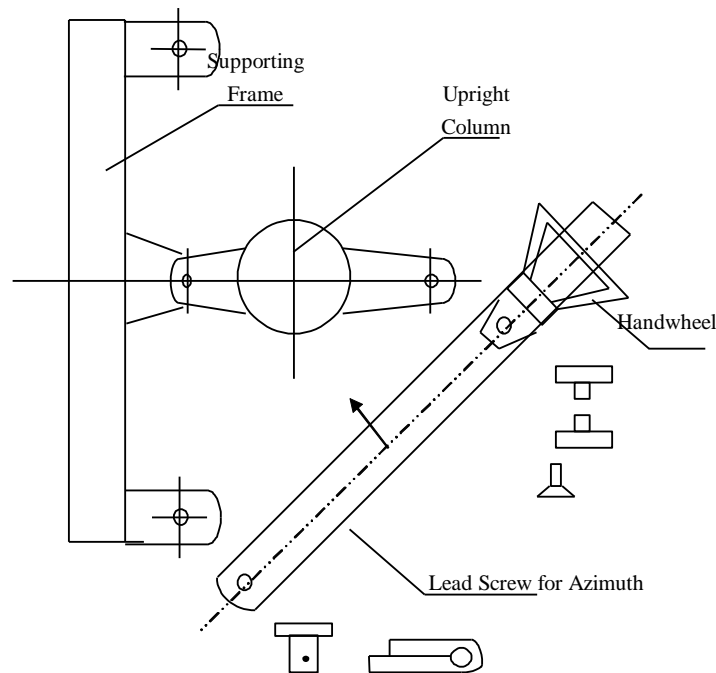 Supporting
Frame
Upright
Column
Handwheel
Lead Screw for Azimuth